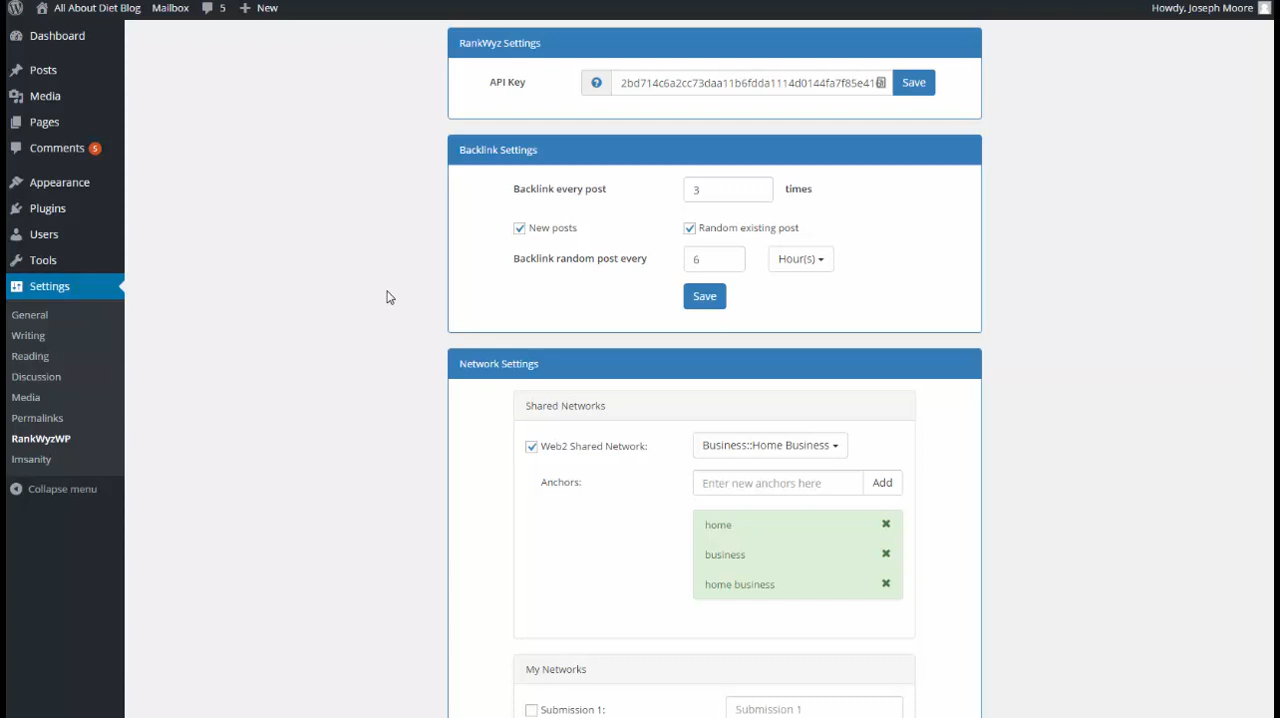 All About Diet Blog Mailbox 5 New Howdy, Joseph Moore
Dashboard
Posts
Media
Pages
Comments 5
Appearance
Plugins
Users
Tools
Settings
General
Writing
Reading
Discussion
Media
Permalinks
RankWyzWP
Imsanity
Collapse menu
RankWyz Settings
API Key 2bd714c6a2cc73daa11b6fdda1114d0144fa7f85e41 Save
Backlink Settings
Backlink every post 3 times
New posts Random existing post
Backlink random post every 6 Hour(s)
Save
Network Settings
Shared Networks
Web2 Shared Network: Business::Home Business
Anchors: Enter new anchors here Add
home
business
home business
My Networks
Submission 1: Submission 1